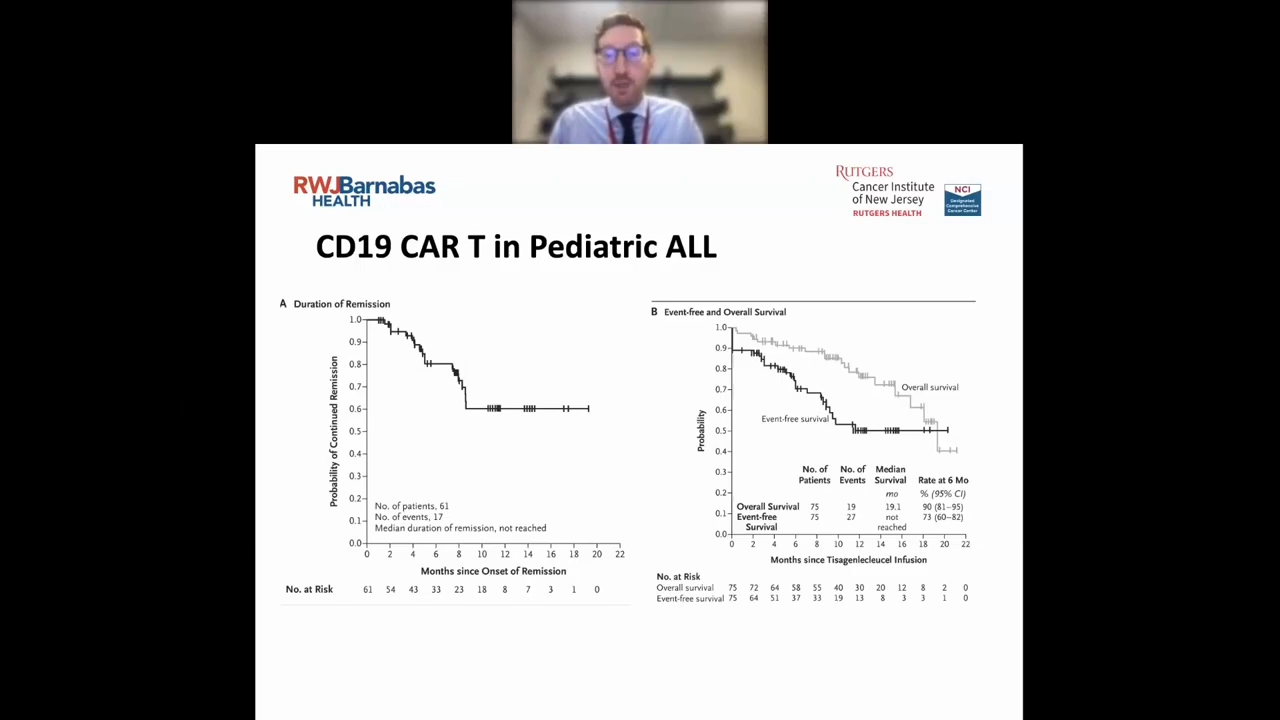 RWJBarnabas
HEALTH
RUTGERS
Cancer Institute
of New Jersey
RUTGERS HEALTH
NCI
Designated
Comprehensive
Cancer Center
CD19 CAR T in Pediatric ALL
A Duration of Remission
Probability of Continued Remission
1.0
0.9
0.8
0.7
0.6
0.5
0.4
0.3
0.2
0.1
0.0
No. of patients, 61
No. of events, 17
Median duration of remission, not reached
0 2 4 6 8 10 12 14 16 18 20 22
Months since Onset of Remission
No. at Risk 61 54 43 33 23 18 8 7 3 1 0
B Event-free and Overall Survival
Probability
1.0
0.9
0.8
0.7
0.6
0.5
0.4
0.3
0.2
0.1
0.0
Overall survival
Event-free survival
No. of Patients No. of Events Median Survival Rate at 6 Mo
mo % (95% CI)
Overall Survival 75 19 19.1 90 (81–95)
Event-free Survival 75 27 not reached 73 (60–82)
0 2 4 6 8 10 12 14 16 18 20 22
Months since Tisagenlecleucel Infusion
No. at Risk
Overall survival 75 72 64 58 55 40 30 20 12 8 2 0
Event-free survival 75 64 51 37 33 19 13 8 3 3 1 0